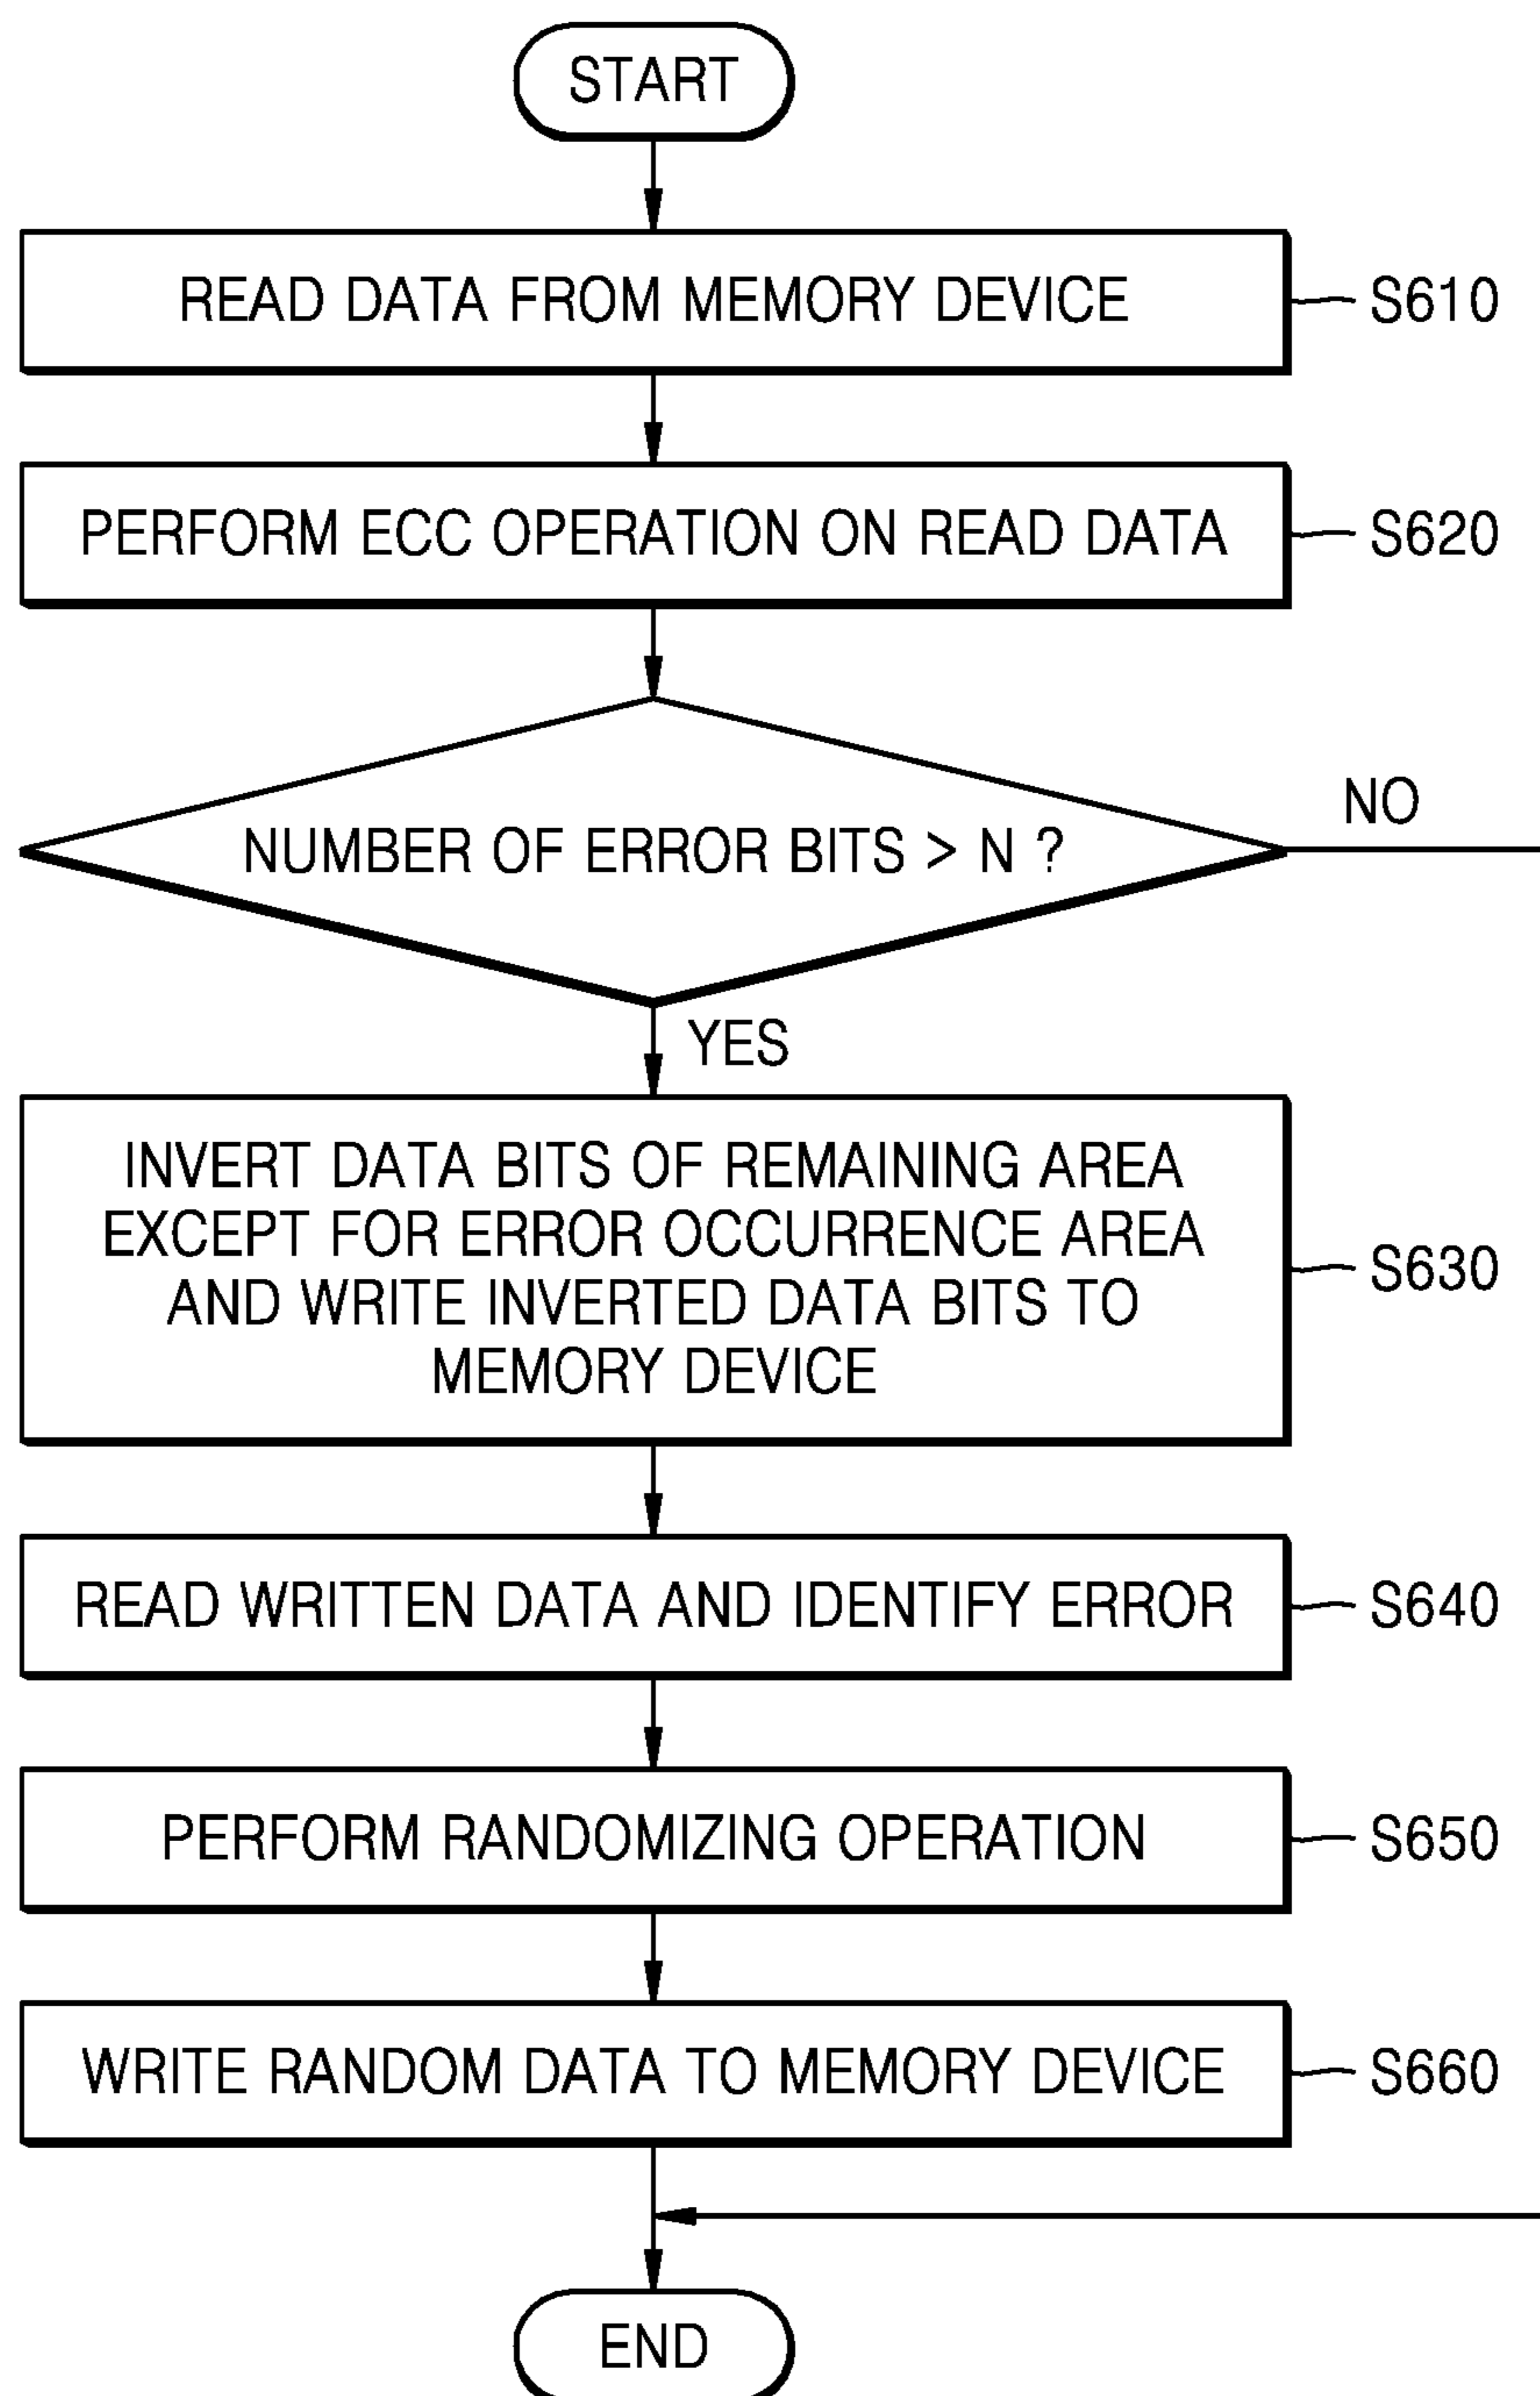 START
READ DATA FROM MEMORY DEVICE
S610
PERFORM ECC OPERATION ON READ DATA
S620
NUMBER OF ERROR BITS > N ?
NO
YES
INVERT DATA BITS OF REMAINING AREA
EXCEPT FOR ERROR OCCURRENCE AREA
AND WRITE INVERTED DATA BITS TO
MEMORY DEVICE
S630
READ WRITTEN DATA AND IDENTIFY ERROR
S640
PERFORM RANDOMIZING OPERATION
S650
WRITE RANDOM DATA TO MEMORY DEVICE
S660
END